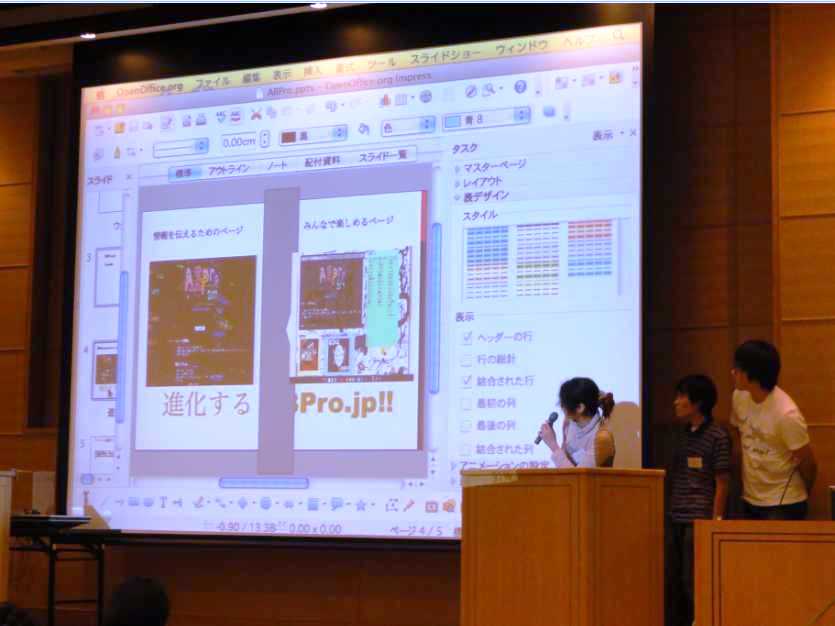 OpenOffice.org ファイル 編集 表示 挿入 書式 ツール スライドショー ウィンドウ ヘルプ
ABPro.pptx - OpenOffice.org Impress
0.00cm 黒 色 青 8
スライド
標準 アウトライン ノート 配付資料 スライド一覧
表示
タスク
マスターページ
レイアウト
表デザイン
スタイル
3
4
5
情報を伝えるためのページ
みんなで楽しめるページ
進化する
BPro.jp!!
表示
ヘッダーの行
行の総計
結合された行
最初の列
最後の列
結合された列
アニメーションの設定
-0.90 / 13.38 0.00 x 0.00 ページ 4 / 5